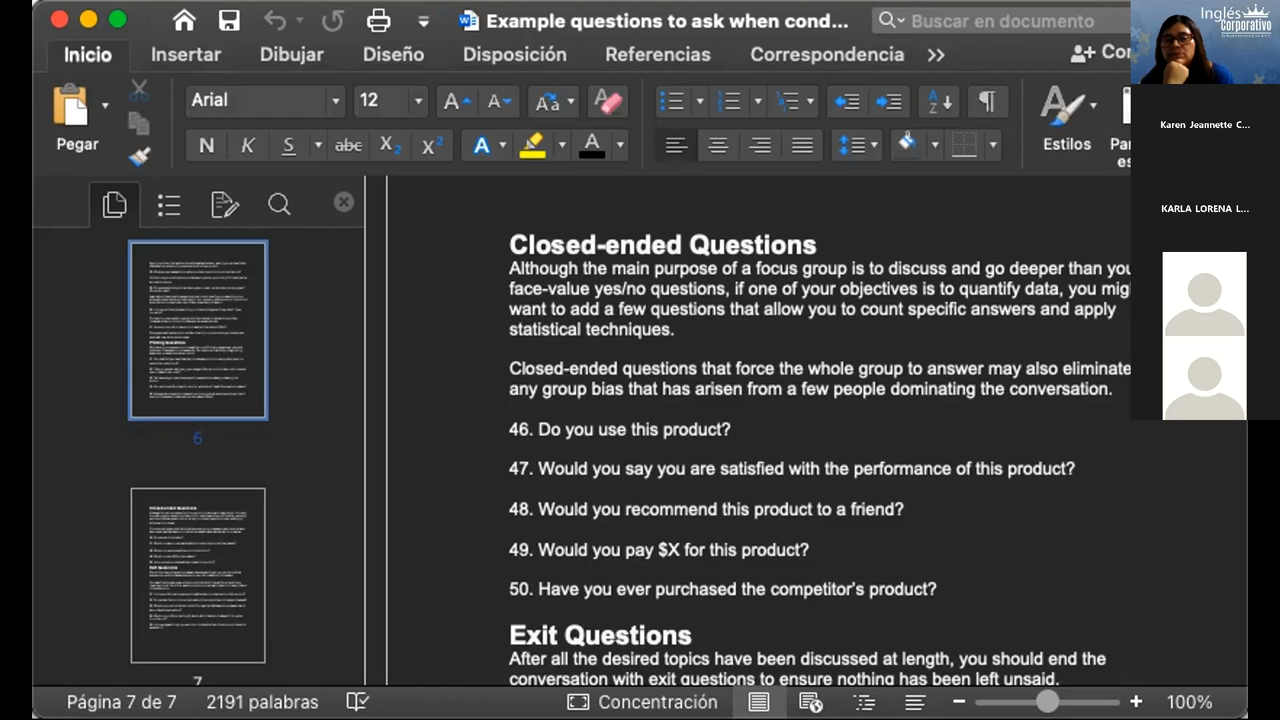 Example questions to ask when cond...
Buscar en documento
Inicio
Insertar
Dibujar
Diseño
Disposición
Referencias
Correspondencia
Co
Pegar
Arial
12
N K S abc X2 X2 A A
Estilos
Closed-ended Questions
Although the main purpose of a focus group is to discuss and go deeper than
face-value yes/no questions, if one of your objectives is to quantify data, you
want to add a few questions that allow you to count specific answers and apply
statistical techniques.
Closed-ended questions that force the whole group to answer may also eliminate
any group bias that has arisen from a few people dominating the conversation.
46. Do you use this product?
47. Would you say you are satisfied with the performance of this product?
48. Would you recommend this product to a friend?
49. Would you pay $X for this product?
50. Have you ever purchased the competitor's product?
Exit Questions
After all the desired topics have been discussed at length, you should end the
conversation with exit questions to ensure nothing has been left unsaid.
6
7
Página 7 de 7
2191 palabras
Concentración
100%
Inglés
Corporativo
Karen Jeannette C...
KARLA LORENA L...